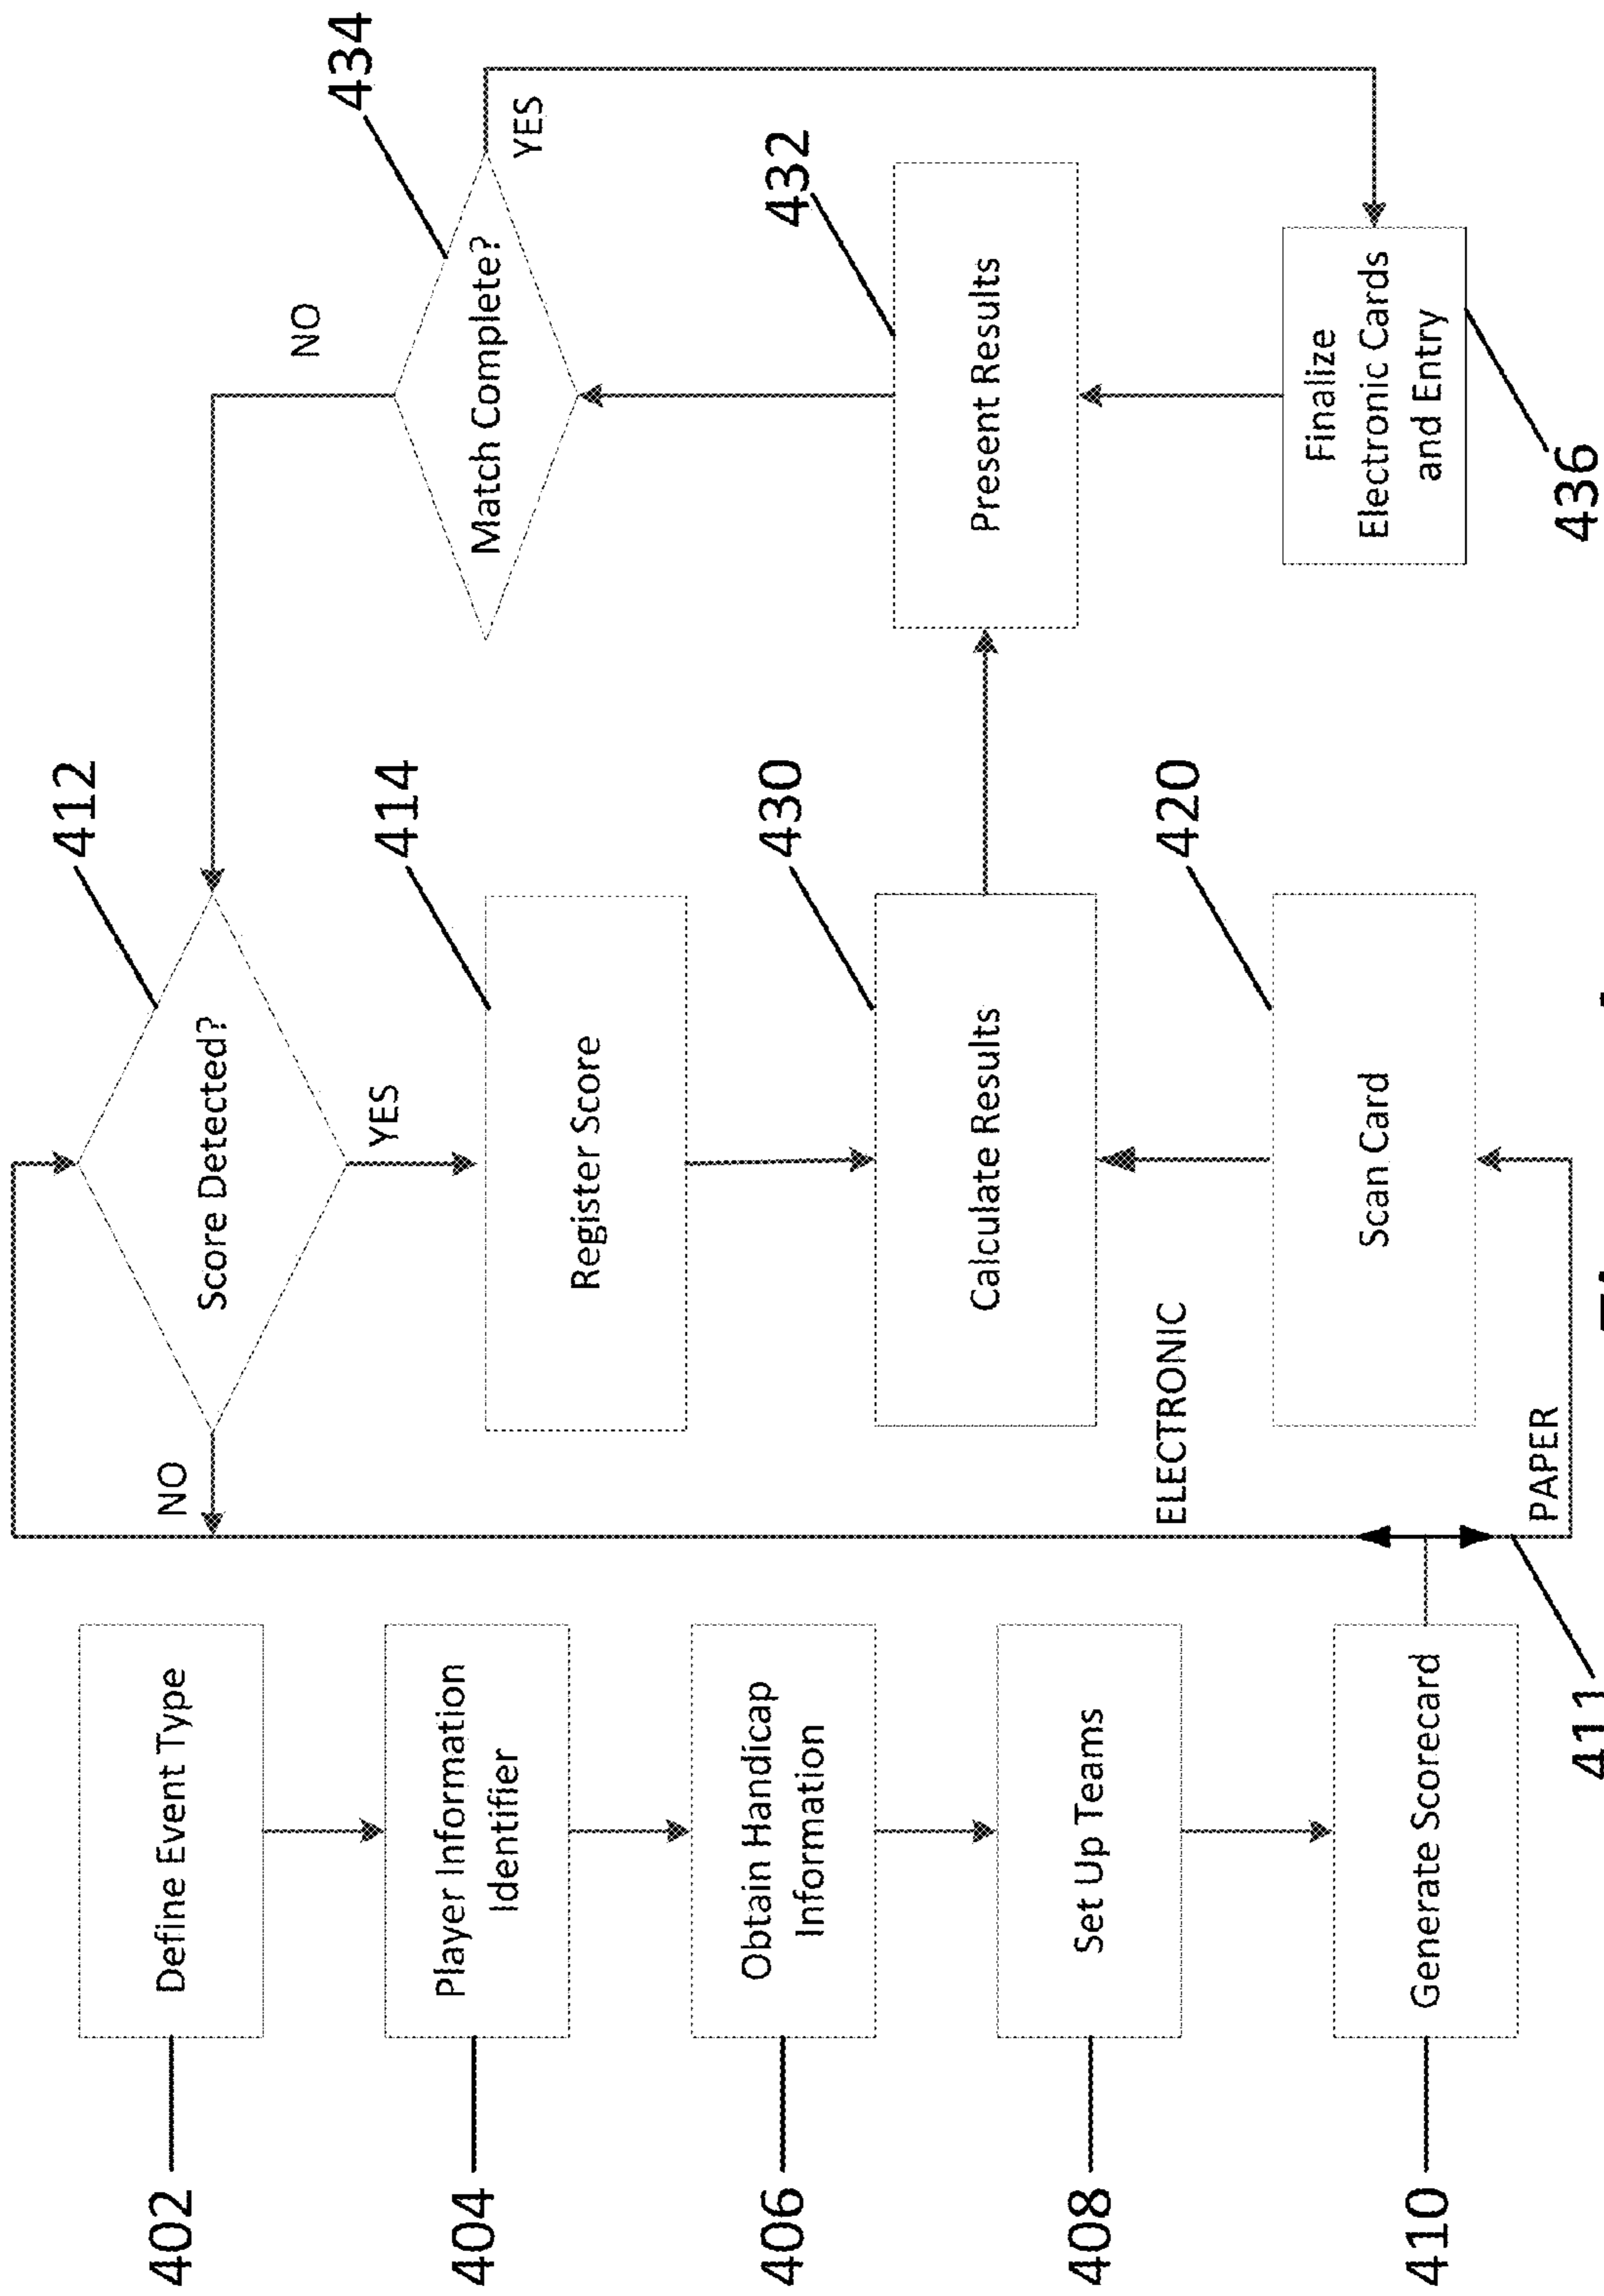 402
Define Event Type
404
Player Information
Identifier
406
Obtain Handicap
Information
408
Set Up Teams
410
Generate Scorecard
411
ELECTRONIC
PAPER
412
Score Detected?
NO
YES
414
Register Score
430
Calculate Results
420
Scan Card
434
Match Complete?
NO
YES
432
Present Results
Finalize
Electronic Cards
and Entry
436